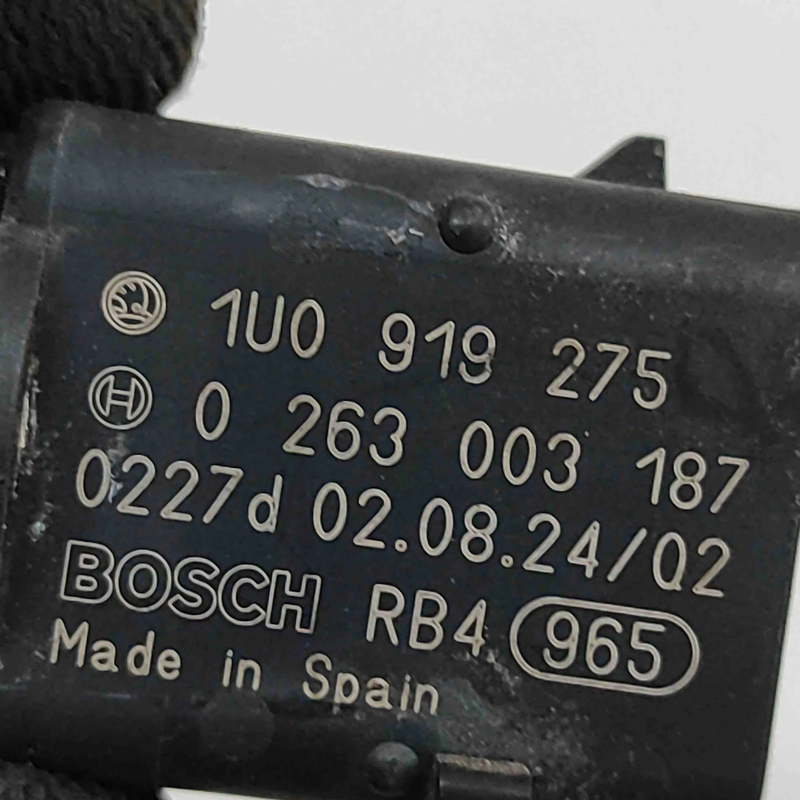 1U0 919 275
0 263 003 187
0227d 02.08.24/02
BOSCH RB4 965
Made in Spain